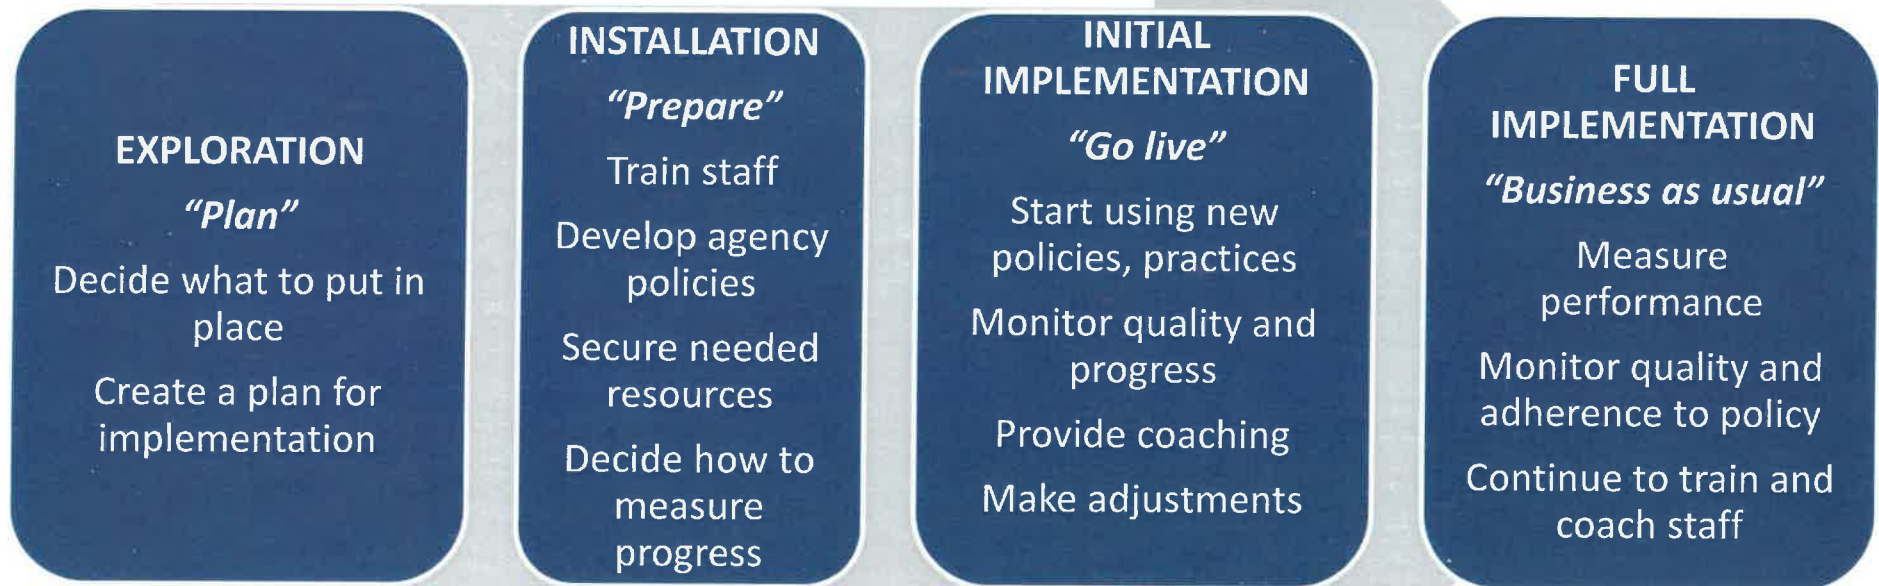 EXPLORATION
“Plan”
Decide what to put in
place
Create a plan for
implementation
INSTALLATION
“Prepare”
Train staff
Develop agency
policies
Secure needed
resources
Decide how to
measure
progress
INITIAL
IMPLEMENTATION
“Go live”
Start using new
policies, practices
Monitor quality and
progress
Provide coaching
Make adjustments
FULL
IMPLEMENTATION
“Business as usual”
Measure
performance
Monitor quality and
adherence to policy
Continue to train and
coach staff